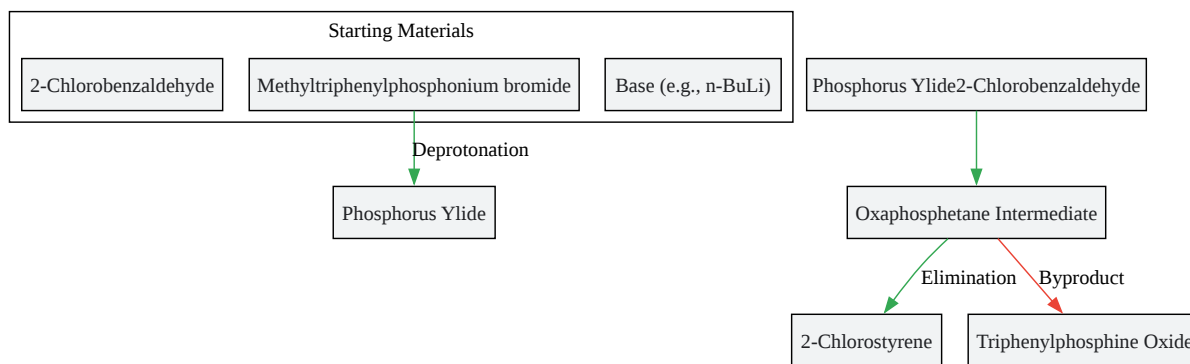 Starting Materials
2-Chlorobenzaldehyde
Methyltriphenylphosphonium bromide
Base (e.g., n-BuLi)
Phosphorus Ylide2-Chlorobenzaldehyde
Deprotonation
Phosphorus Ylide
Oxaphosphetane Intermediate
Elimination
Byproduct
2-Chlorostyrene
Triphenylphosphine Oxide